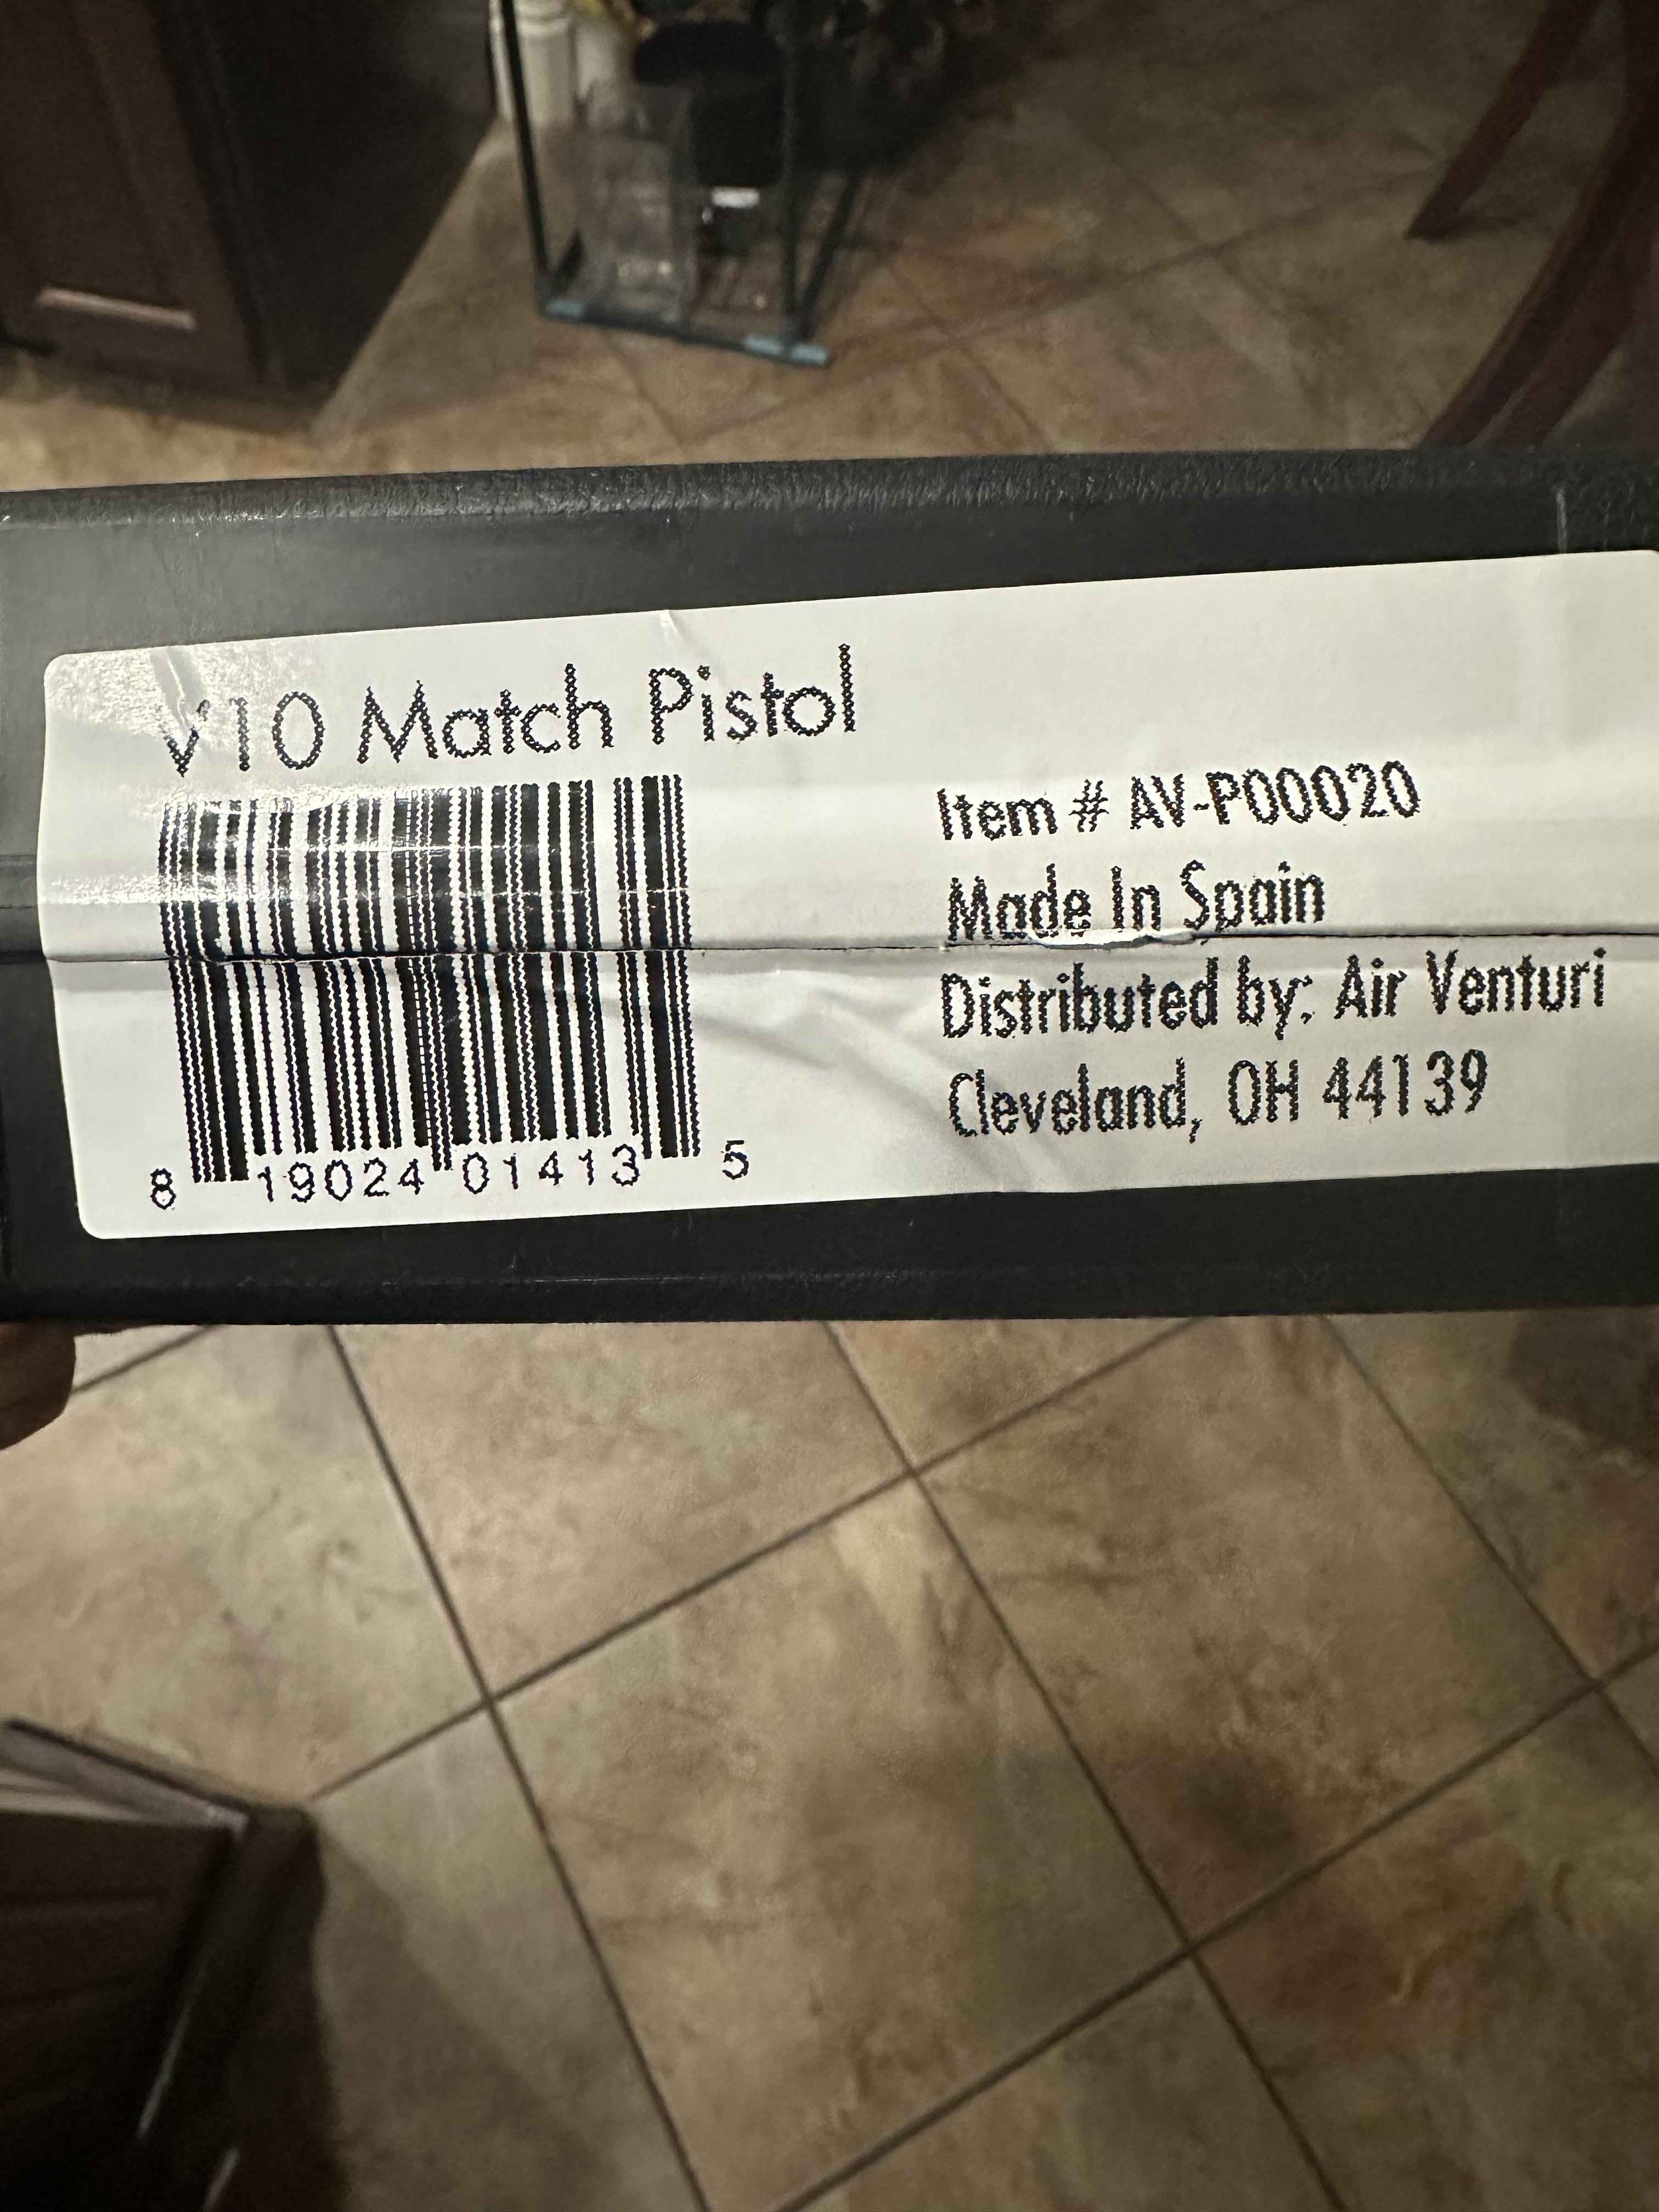 V10 Match Pistol
8 19024 01413 5
Item # AV-P00020
Made In Spain
Distributed by: Air Venturi
Cleveland, OH 44139